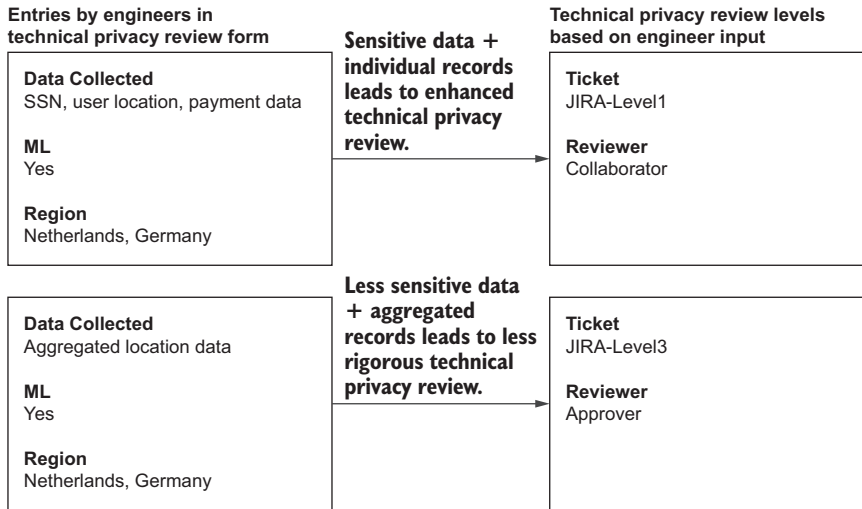 Entries by engineers in
technical privacy review form
Sensitive data +
individual records
leads to enhanced
technical privacy
review.
Technical privacy review levels
based on engineer input
Data Collected
SSN, user location, payment data
ML
Yes
Region
Netherlands, Germany
Ticket
JIRA-Level1
Reviewer
Collaborator
Data Collected
Aggregated location data
ML
Yes
Region
Netherlands, Germany
Less sensitive data
+ aggregated
records leads to less
rigorous technical
privacy review.
Ticket
JIRA-Level3
Reviewer
Approver